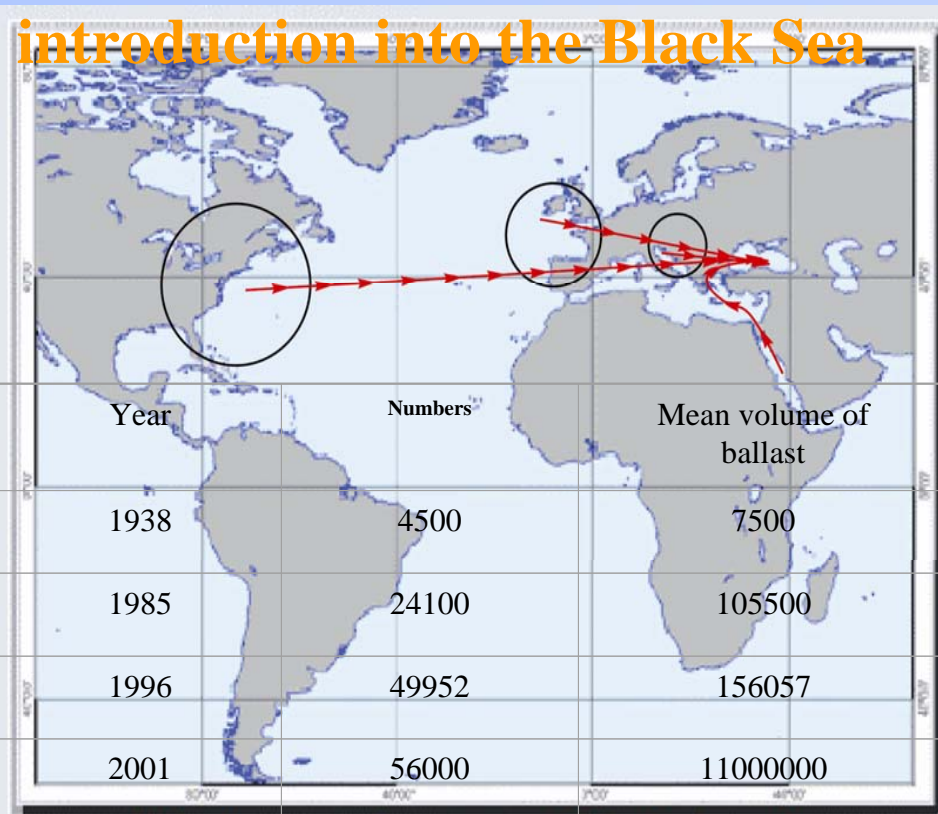 introduction into the Black Sea
Year Numbers Mean volume of
ballast
1938 4500 7500
1985 24100 105500
1996 49952 156057
2001 56000 11000000